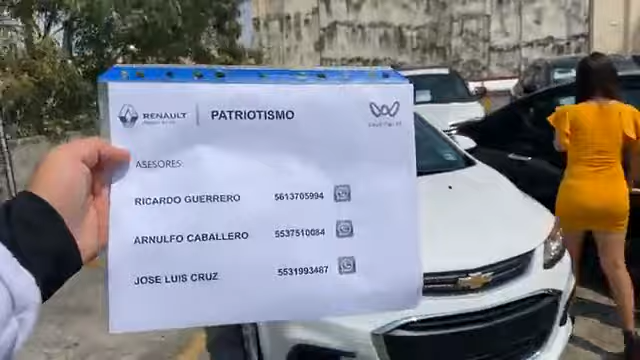 RENAULT PATRIOTISMO
ASESORES:
RICARDO GUERRERO 5613705994
ARNULFO CABALLERO 5537510084
JOSE LUIS CRUZ 5531993487